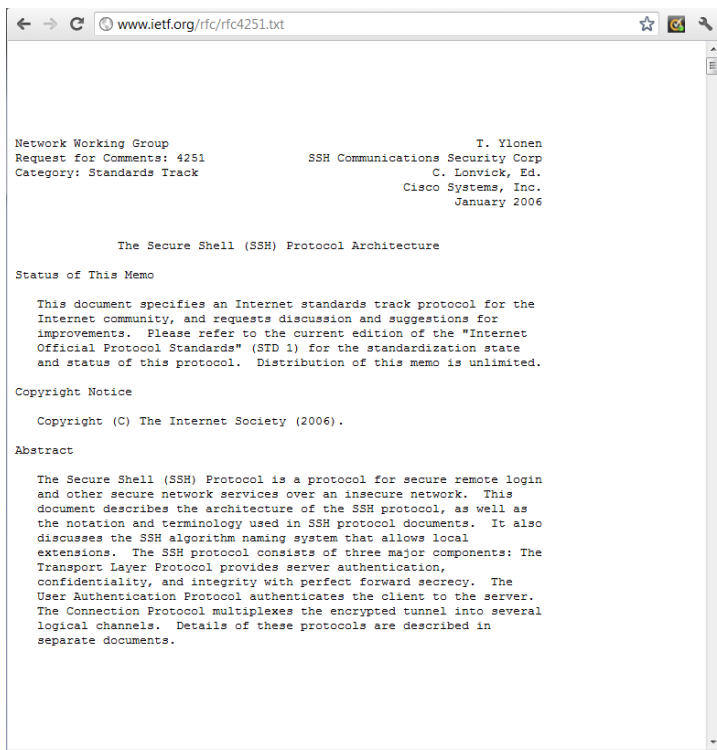 www.ietf.org/rfc/rfc4251.txt
Network Working Group                                          T. Ylonen
Request for Comments: 4251              SSH Communications Security Corp
Category: Standards Track                                C. Lonvick, Ed.
                                                     Cisco Systems, Inc.
                                                            January 2006
              The Secure Shell (SSH) Protocol Architecture
Status of This Memo
   This document specifies an Internet standards track protocol for the
   Internet community, and requests discussion and suggestions for
   improvements.  Please refer to the current edition of the "Internet
   Official Protocol Standards" (STD 1) for the standardization state
   and status of this protocol.  Distribution of this memo is unlimited.
Copyright Notice
   Copyright (C) The Internet Society (2006).
Abstract
   The Secure Shell (SSH) Protocol is a protocol for secure remote login
   and other secure network services over an insecure network.  This
   document describes the architecture of the SSH protocol, as well as
   the notation and terminology used in SSH protocol documents.  It also
   discusses the SSH algorithm naming system that allows local
   extensions.  The SSH protocol consists of three major components: The
   Transport Layer Protocol provides server authentication,
   confidentiality, and integrity with perfect forward secrecy.  The
   User Authentication Protocol authenticates the client to the server.
   The Connection Protocol multiplexes the encrypted tunnel into several
   logical channels.  Details of these protocols are described in
   separate documents.